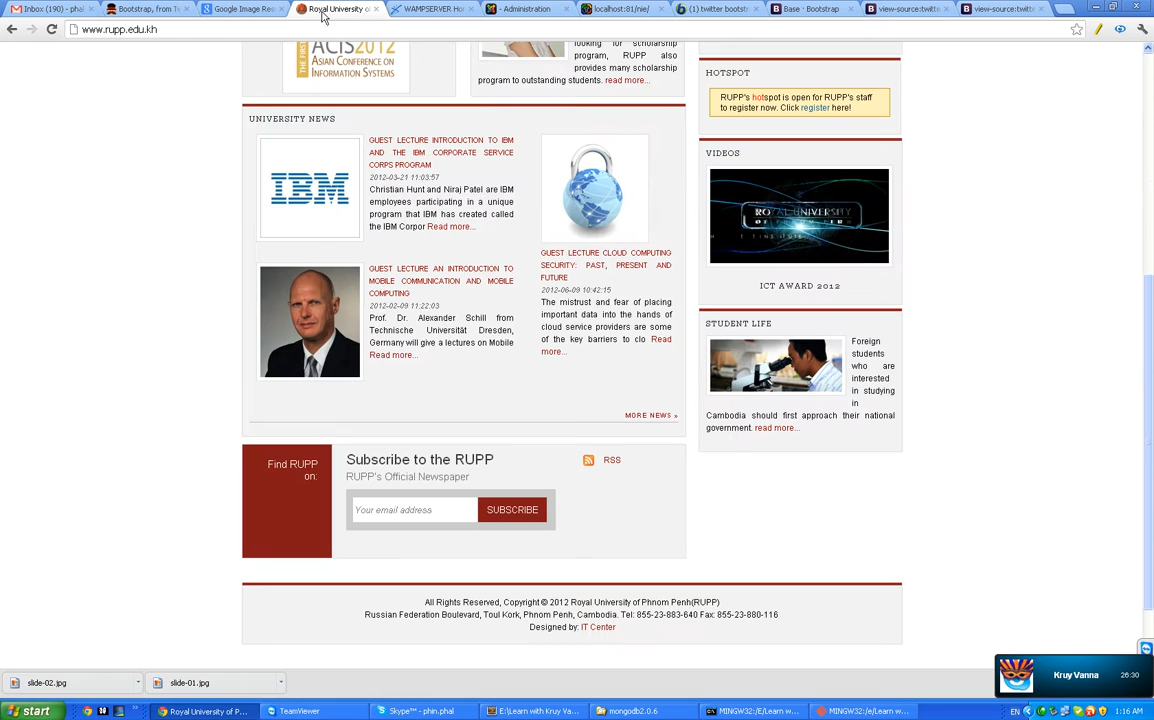 Inbox (190) - phal
Bootstrap, from Tw
Google Image Res
Royal University o
WAMPSERVER Ho
- Administration
localhost:81/nie/
(1) twitter bootstr
Base · Bootstrap
view-source:twitte
view-source:twitte
www.rupp.edu.kh
THE FIRST
ACIS2012
ASIAN CONFERENCE ON
INFORMATION SYSTEMS
looking for scholarship
program, RUPP also
provides many scholarship
program to outstanding students. read more...
HOTSPOT
RUPP's hotspot is open for RUPP's staff
to register now. Click register here!
UNIVERSITY NEWS
IBM
GUEST LECTURE INTRODUCTION TO IBM
AND THE IBM CORPORATE SERVICE
CORPS PROGRAM
2012-03-21 11:03:57
Christian Hunt and Niraj Patel are IBM
employees participating in a unique
program that IBM has created called
the IBM Corpor Read more...
GUEST LECTURE AN INTRODUCTION TO
MOBILE COMMUNICATION AND MOBILE
COMPUTING
2012-02-09 11:22:03
Prof. Dr. Alexander Schill from
Technische Universität Dresden,
Germany will give a lectures on Mobile
Read more...
GUEST LECTURE CLOUD COMPUTING
SECURITY: PAST, PRESENT AND
FUTURE
2012-06-09 10:42:15
The mistrust and fear of placing
important data into the hands of
cloud service providers are some
of the key barriers to clo Read
more...
MORE NEWS »
VIDEOS
ROYAL UNIVERSITY
ICT AWARD 2012
STUDENT LIFE
Foreign
students
who are
interested
in studying
in
Cambodia should first approach their national
government. read more...
Find RUPP
on:
Subscribe to the RUPP
RUPP's Official Newspaper
Your email address
SUBSCRIBE
RSS
All Rights Reserved, Copyright © 2012 Royal University of Phnom Penh(RUPP)
Russian Federation Boulevard, Toul Kork, Phnom Penh, Cambodia. Tel: 855-23-883-640 Fax: 855-23-880-116
Designed by: IT Center
slide-02.jpg
slide-01.jpg
Kruy Vanna
26:30
start
Royal University of P...
TeamViewer
Skype™ - phin.phal
E:\Learn with Kruy Va...
mongodb2.0.6
MINGW32:/E/Learn w...
MINGW32:/e/Learn w...
EN
1:16 AM